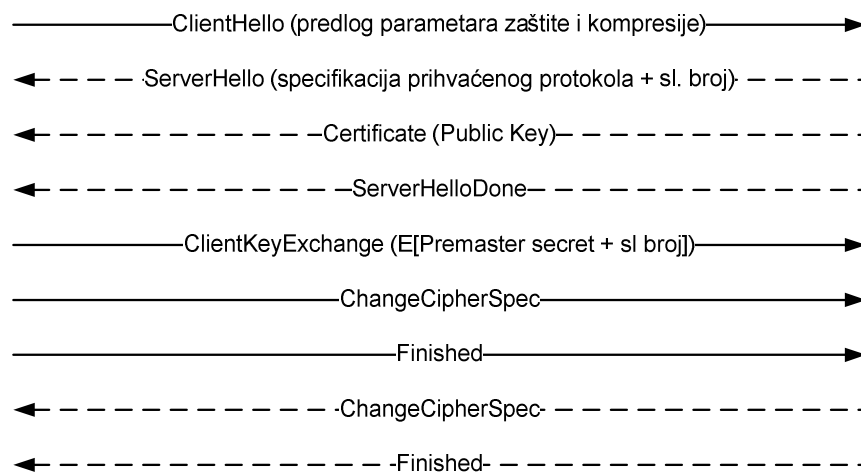 ClientHello (predlog parametara zaštite i kompresije)
ServerHello (specifikacija prihvaćenog protokola + sl. broj)
Certificate (Public Key)
ServerHelloDone
ClientKeyExchange (E[Premaster secret + sl broj])
ChangeCipherSpec
Finished
ChangeCipherSpec
Finished